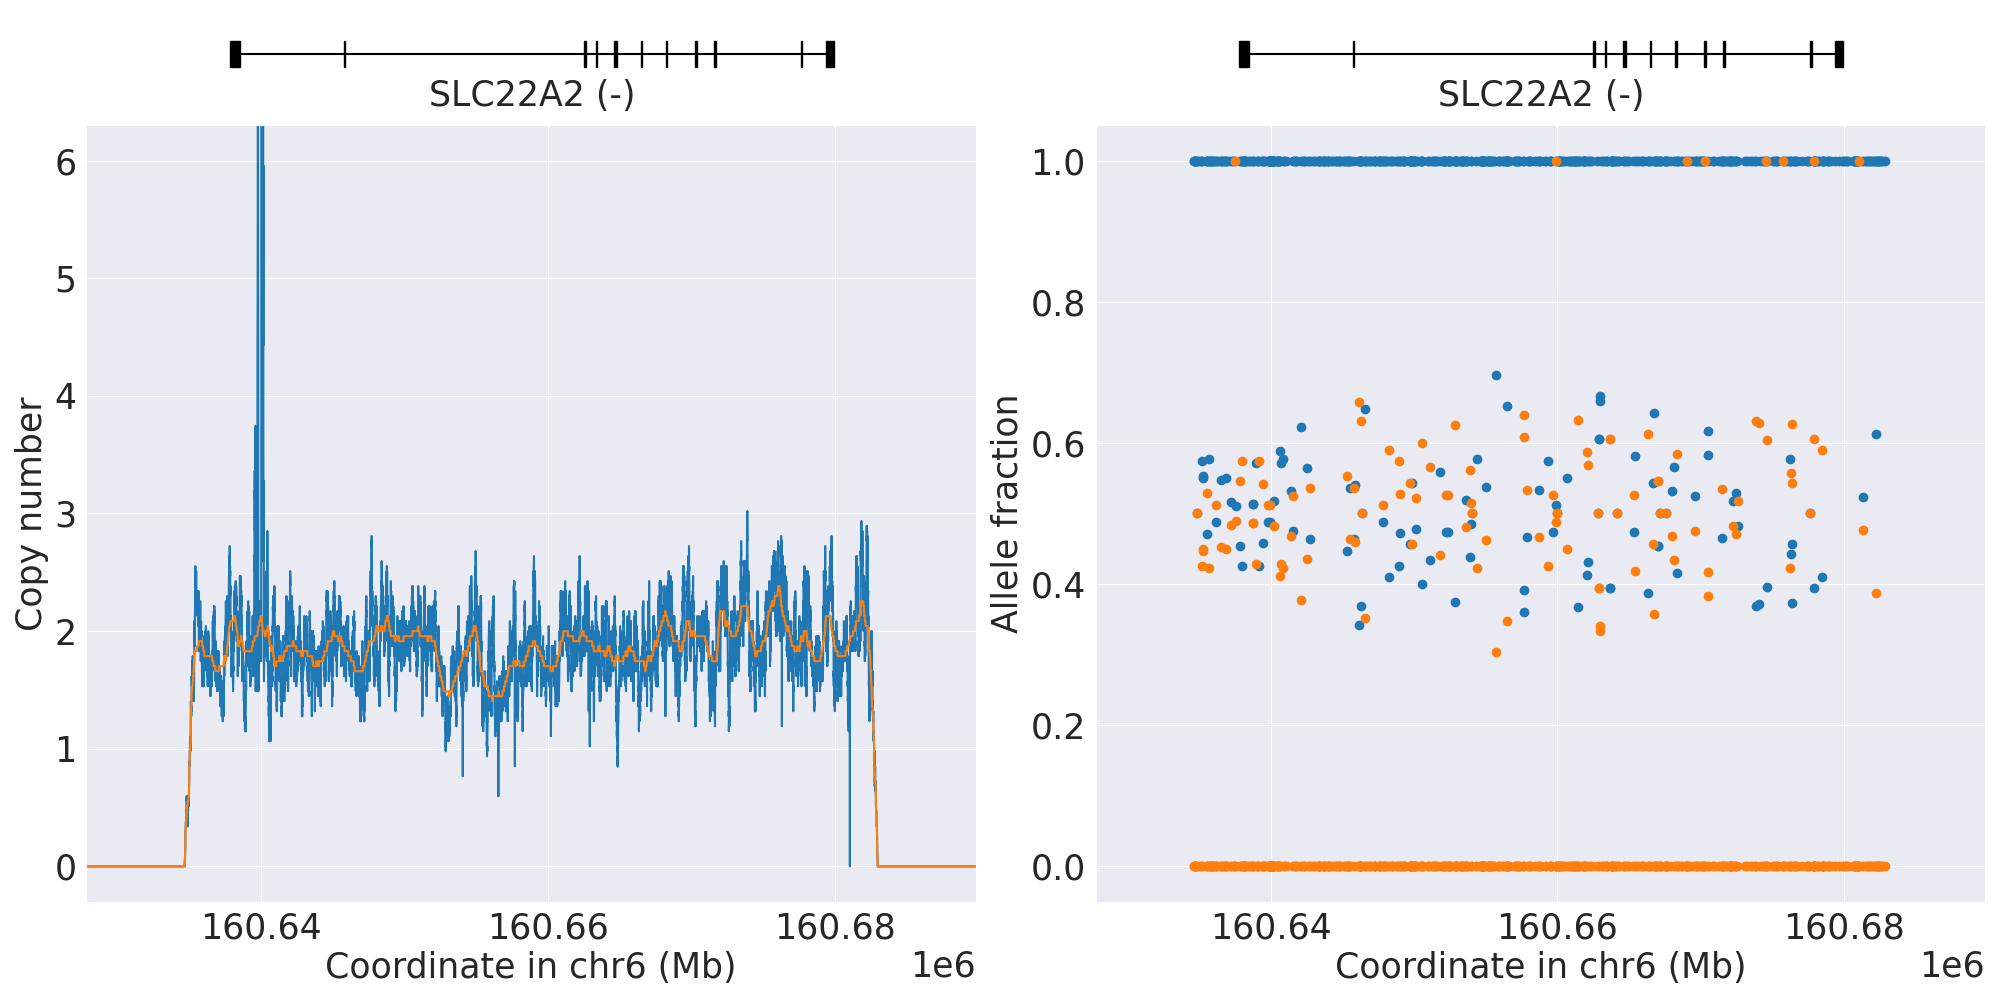 SLC22A2 (-)
6
5
4
3
2
1
0
Copy number
160.64 160.66 160.68
Coordinate in chr6 (Mb) 1e6
SLC22A2 (-)
1.0
0.8
0.6
0.4
0.2
0.0
Allele fraction
160.64 160.66 160.68
Coordinate in chr6 (Mb) 1e6